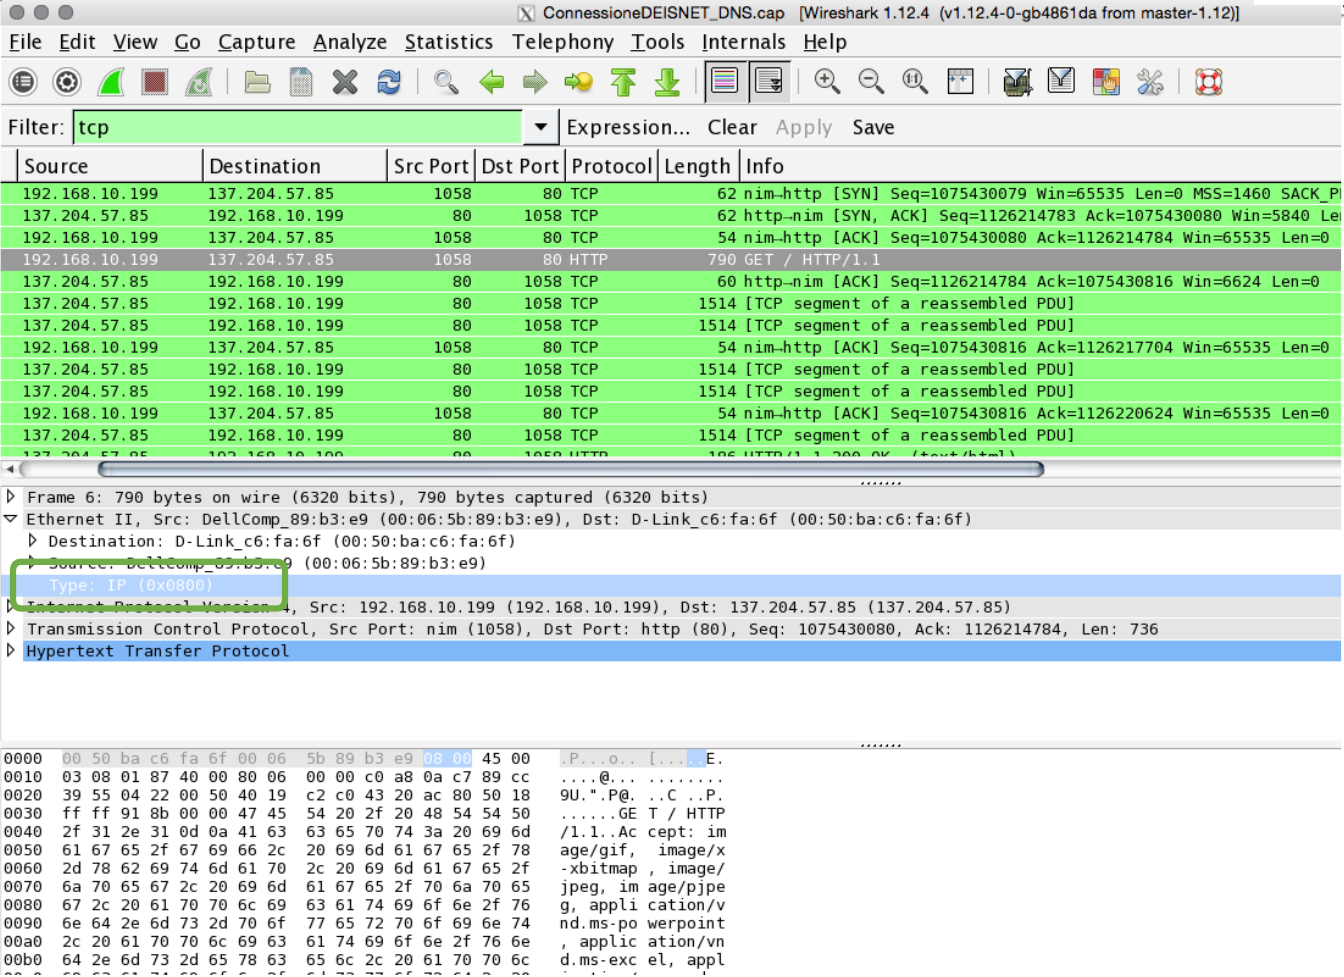 ConnessioneDEISNET_DNS.cap [Wireshark 1.12.4 (v1.12.4-0-gb4861da from master-1.12)]
File Edit View Go Capture Analyze Statistics Telephony Tools Internals Help
Filter: tcp Expression... Clear Apply Save
Source Destination Src Port Dst Port Protocol Length Info
192.168.10.199 137.204.57.85 1058 80 TCP 62 nim→http [SYN] Seq=1075430079 Win=65535 Len=0 MSS=1460 SACK_P
137.204.57.85 192.168.10.199 80 1058 TCP 62 http→nim [SYN, ACK] Seq=1126214783 Ack=1075430080 Win=5840 Le
192.168.10.199 137.204.57.85 1058 80 TCP 54 nim→http [ACK] Seq=1075430080 Ack=1126214784 Win=65535 Len=0
192.168.10.199 137.204.57.85 1058 80 HTTP 790 GET / HTTP/1.1
137.204.57.85 192.168.10.199 80 1058 TCP 60 http→nim [ACK] Seq=1126214784 Ack=1075430816 Win=6624 Len=0
137.204.57.85 192.168.10.199 80 1058 TCP 1514 [TCP segment of a reassembled PDU]
137.204.57.85 192.168.10.199 80 1058 TCP 1514 [TCP segment of a reassembled PDU]
192.168.10.199 137.204.57.85 1058 80 TCP 54 nim→http [ACK] Seq=1075430816 Ack=1126217704 Win=65535 Len=0
137.204.57.85 192.168.10.199 80 1058 TCP 1514 [TCP segment of a reassembled PDU]
137.204.57.85 192.168.10.199 80 1058 TCP 1514 [TCP segment of a reassembled PDU]
192.168.10.199 137.204.57.85 1058 80 TCP 54 nim→http [ACK] Seq=1075430816 Ack=1126220624 Win=65535 Len=0
137.204.57.85 192.168.10.199 80 1058 TCP 1514 [TCP segment of a reassembled PDU]
137.204.57.85 192.168.10.199 80 1058 HTTP 186 HTTP/1.1 200 OK (text/html)
Frame 6: 790 bytes on wire (6320 bits), 790 bytes captured (6320 bits)
Ethernet II, Src: DellComp_89:b3:e9 (00:06:5b:89:b3:e9), Dst: D-Link_c6:fa:6f (00:50:ba:c6:fa:6f)
Destination: D-Link_c6:fa:6f (00:50:ba:c6:fa:6f)
Source: DellComp_89:b3:e9 (00:06:5b:89:b3:e9)
Type: IP (0x0800)
Internet Protocol Version 4, Src: 192.168.10.199 (192.168.10.199), Dst: 137.204.57.85 (137.204.57.85)
Transmission Control Protocol, Src Port: nim (1058), Dst Port: http (80), Seq: 1075430080, Ack: 1126214784, Len: 736
Hypertext Transfer Protocol
0000 00 50 ba c6 fa 6f 00 06 5b 89 b3 e9 08 00 45 00 .P...o.. [.....E.
0010 03 08 01 87 40 00 80 06 00 00 c0 a8 0a c7 89 cc ....@... ........
0020 39 55 04 22 00 50 40 19 c2 c0 43 20 ac 80 50 18 9U.".P@. ..C ..P.
0030 ff ff 91 8b 00 00 47 45 54 20 2f 20 48 54 54 50 ......GE T / HTTP
0040 2f 31 2e 31 0d 0a 41 63 63 65 70 74 3a 20 69 6d /1.1..Ac cept: im
0050 61 67 65 2f 67 69 66 2c 20 69 6d 61 67 65 2f 78 age/gif, image/x
0060 2d 78 62 69 74 6d 61 70 2c 20 69 6d 61 67 65 2f -xbitmap , image/
0070 6a 70 65 67 2c 20 69 6d 61 67 65 2f 70 6a 70 65 jpeg, im age/pjpe
0080 67 2c 20 61 70 70 6c 69 63 61 74 69 6f 6e 2f 76 g, appli cation/v
0090 6e 64 2e 6d 73 2d 70 6f 77 65 72 70 6f 69 6e 74 nd.ms-po werpoint
00a0 2c 20 61 70 70 6c 69 63 61 74 69 6f 6e 2f 76 6e , applic ation/vn
00b0 64 2e 6d 73 2d 65 78 63 65 6c 2c 20 61 70 70 6c d.ms-exc el, appl